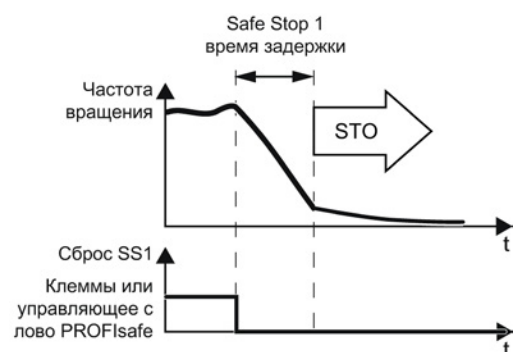 Safe Stop 1
время задержки
Частота
вращения
STO
t
Сброс SS1
Клеммы или
управляющее с
лово PROFIsafe
t